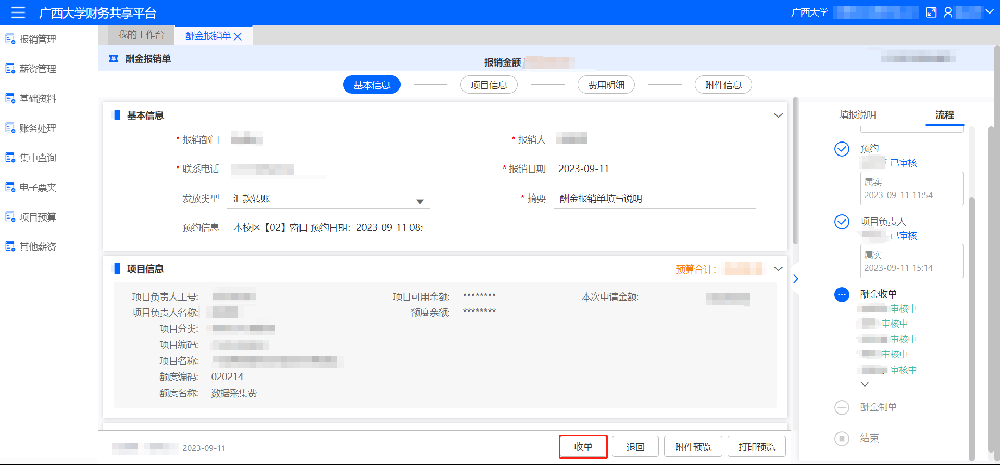 广西大学财务共享平台
广西大学
报销管理
薪资管理
基础资料
账务处理
集中查询
电子票夹
项目预算
其他薪资
我的工作台
酬金报销单
酬金报销单
报销金额
基本信息
项目信息
费用明细
附件信息
基本信息
* 报销部门
* 报销人
* 联系电话
* 报销日期 2023-09-11
发放类型 汇款转账
* 摘要 酬金报销单填写说明
预约信息 本校区【02】窗口 预约日期：2023-09-11 08:
项目信息
预算合计：
项目负责人工号:
项目可用余额: ********
本次申请金额:
项目负责人名称:
额度余额: ********
项目分类:
项目编码:
项目名称:
额度编码: 020214
额度名称: 数据采集费
2023-09-11
收单
退回
附件预览
打印预览
填报说明
流程
预约
已审核
属实
2023-09-11 11:54
项目负责人
已审核
属实
2023-09-11 15:14
酬金收单
审核中
审核中
审核中
审核中
审核中
酬金制单
结束